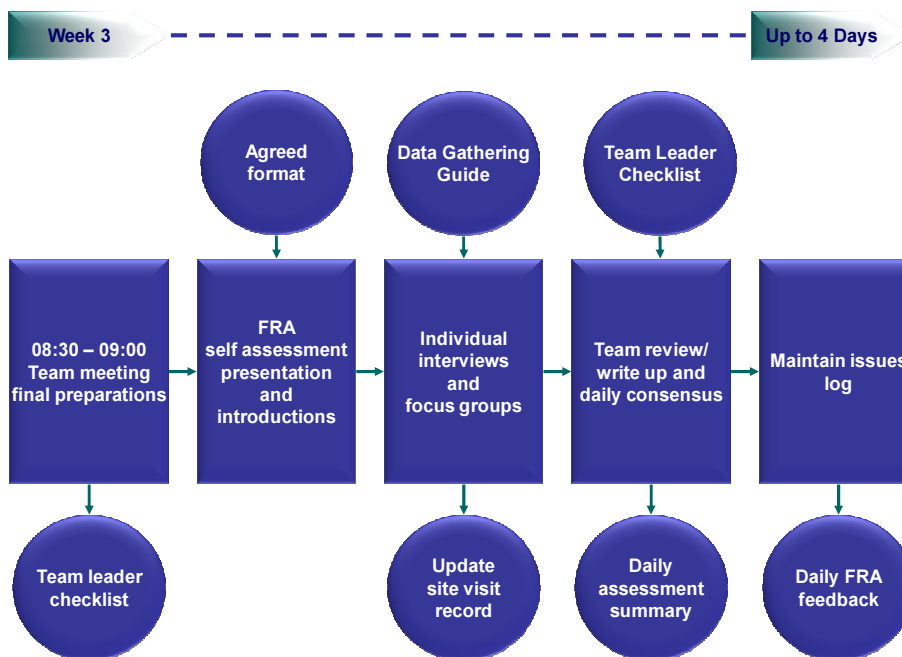 Week 3
Up to 4 Days
Agreed
format
Data Gathering
Guide
Team Leader
Checklist
08:30 – 09:00
Team meeting
final preparations
FRA
self assessment
presentation
and
introductions
Individual
interviews
and
focus groups
Team review/
write up and
daily consensus
Maintain issues
log
Team leader
checklist
Update
site visit
record
Daily
assessment
summary
Daily FRA
feedback